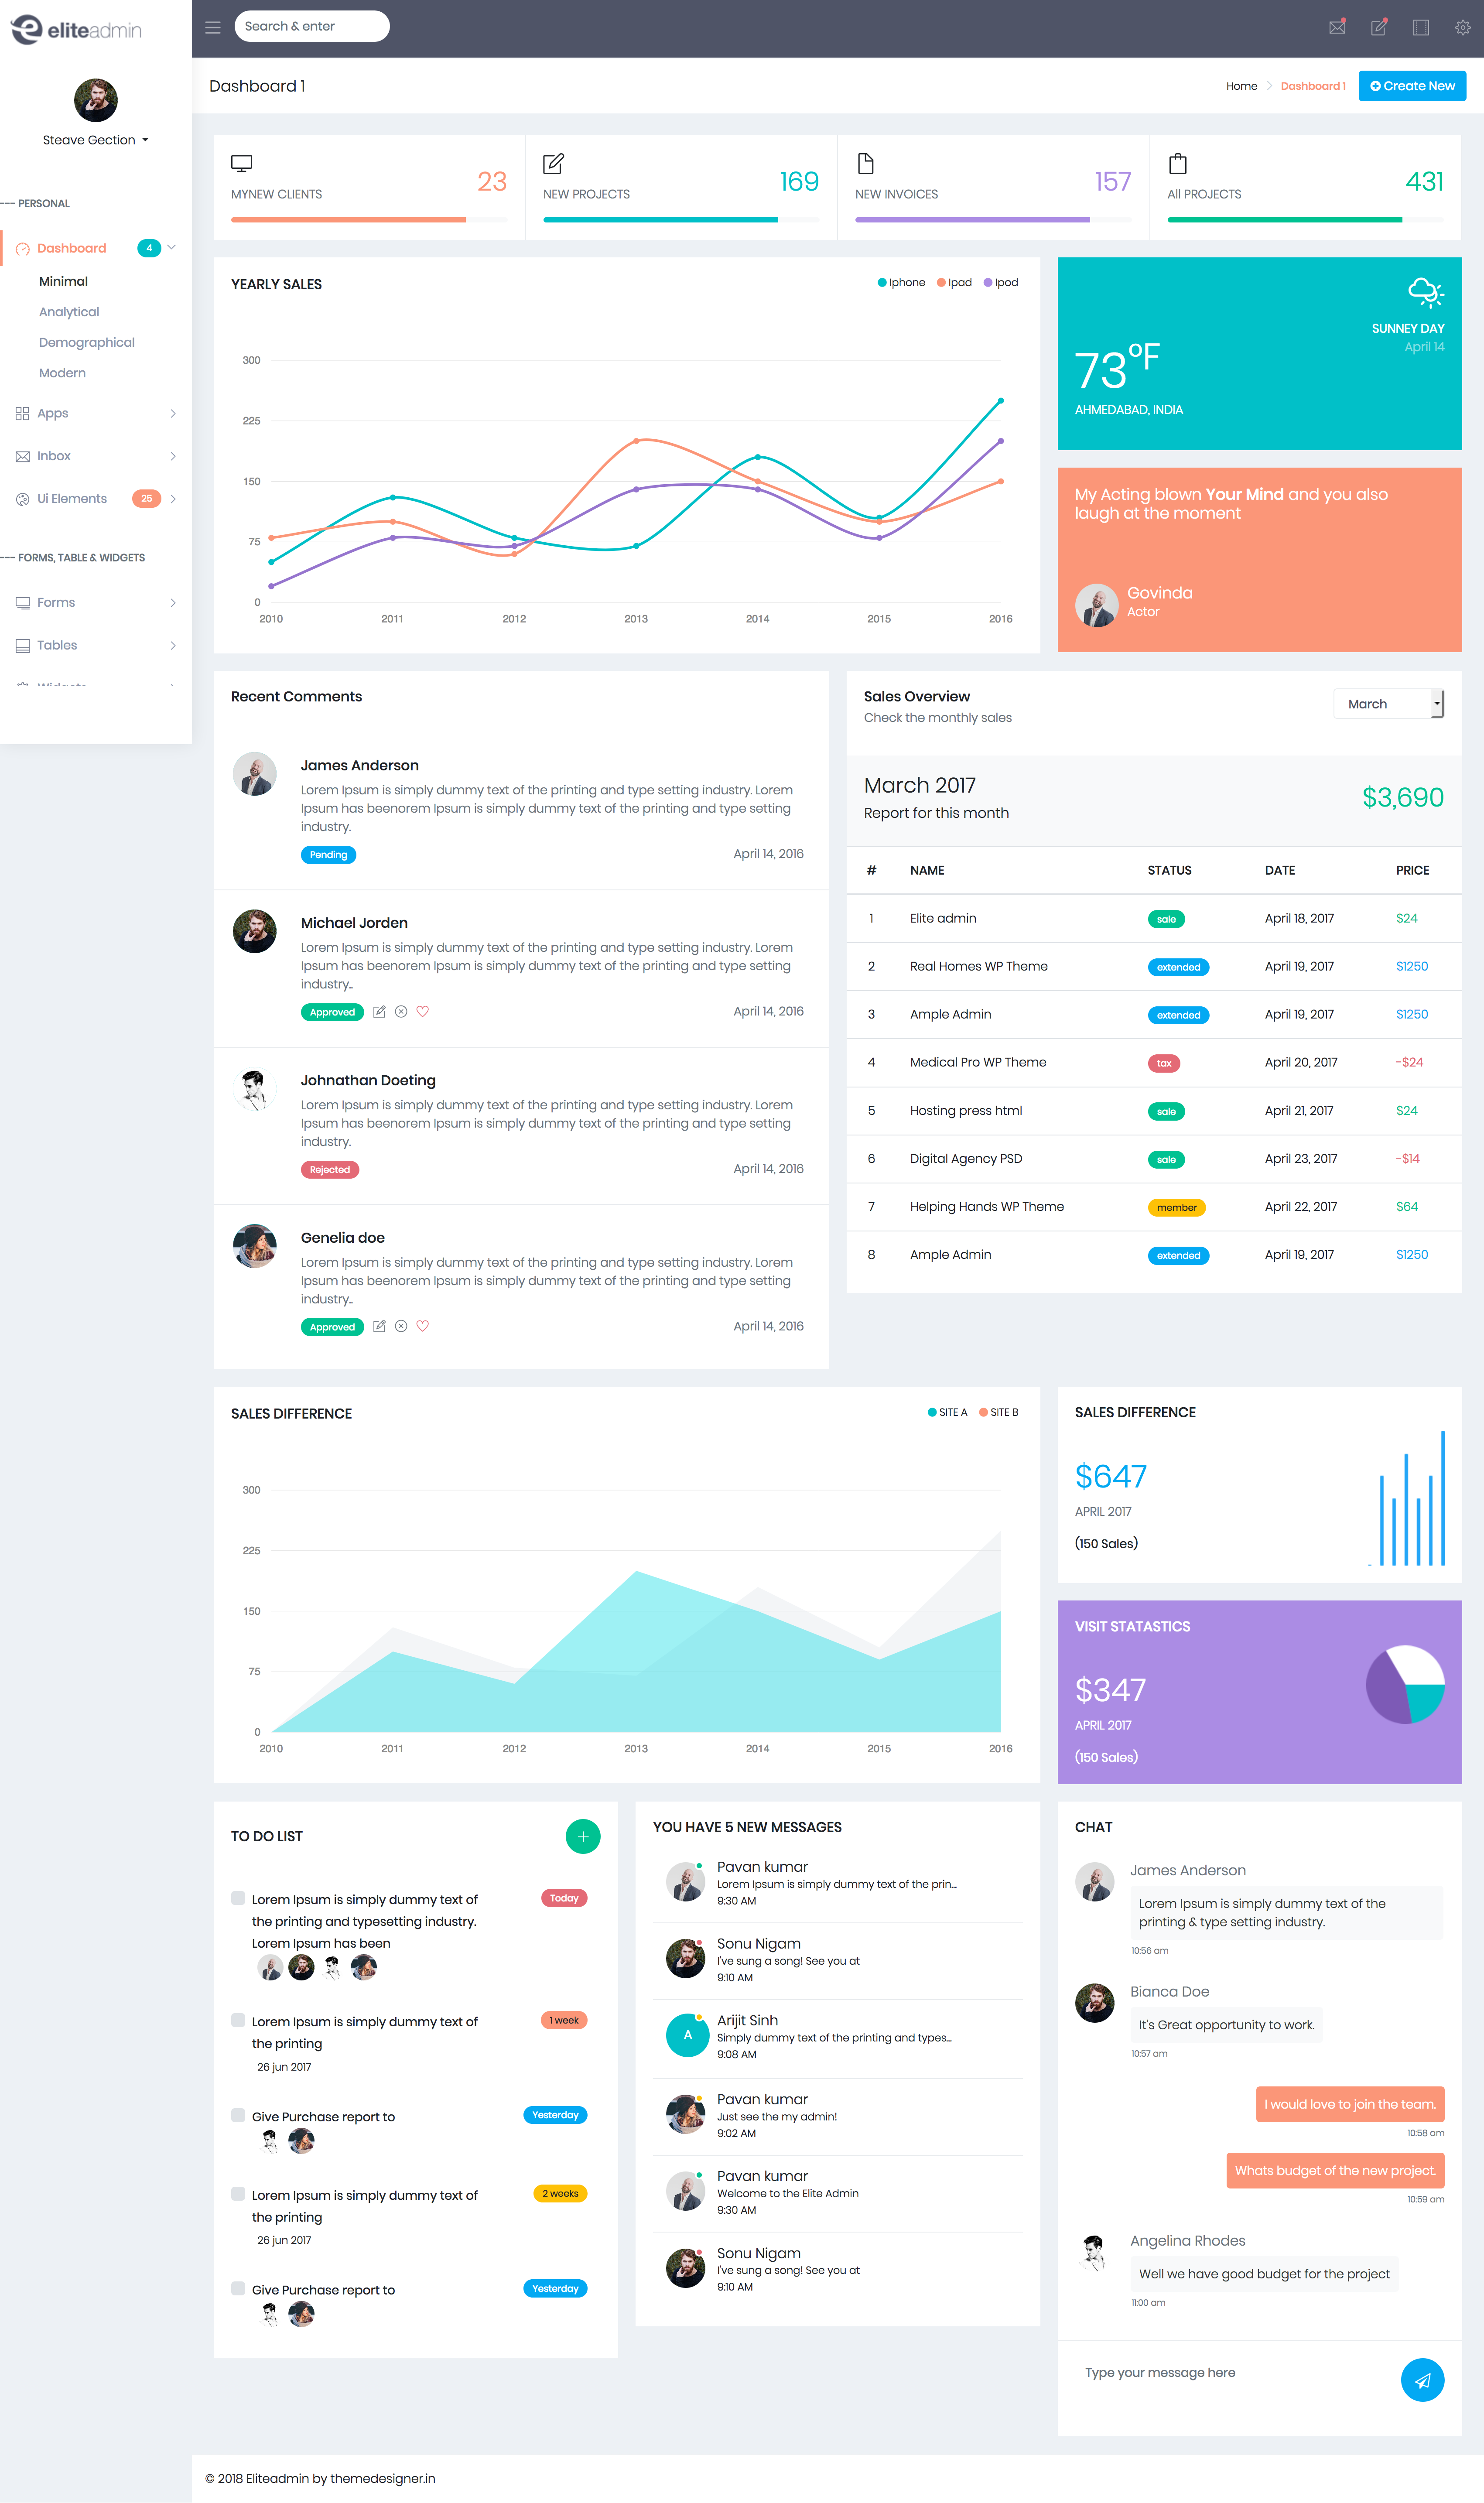 eliteadmin
Search & enter
Steave Gection
Dashboard 1
Home
Dashboard 1
Create New
--- PERSONAL
Dashboard
4
Minimal
Analytical
Demographical
Modern
Apps
Inbox
Ui Elements
25
--- FORMS, TABLE & WIDGETS
Forms
Tables
MYNEW CLIENTS
23
NEW PROJECTS
169
NEW INVOICES
157
All PROJECTS
431
YEARLY SALES
Iphone Ipad Ipod
300
225
150
75
0
2010 2011 2012 2013 2014 2015 2016
SUNNEY DAY
April 14
73°F
AHMEDABAD, INDIA
My Acting blown Your Mind and you also
laugh at the moment
Govinda
Actor
Recent Comments
James Anderson
Lorem Ipsum is simply dummy text of the printing and type setting industry. Lorem
Ipsum has beenorem Ipsum is simply dummy text of the printing and type setting
industry.
Pending April 14, 2016
Michael Jorden
Lorem Ipsum is simply dummy text of the printing and type setting industry. Lorem
Ipsum has beenorem Ipsum is simply dummy text of the printing and type setting
industry..
Approved April 14, 2016
Johnathan Doeting
Lorem Ipsum is simply dummy text of the printing and type setting industry. Lorem
Ipsum has beenorem Ipsum is simply dummy text of the printing and type setting
industry.
Rejected April 14, 2016
Genelia doe
Lorem Ipsum is simply dummy text of the printing and type setting industry. Lorem
Ipsum has beenorem Ipsum is simply dummy text of the printing and type setting
industry..
Approved April 14, 2016
Sales Overview
Check the monthly sales
March
March 2017
Report for this month
$3,690
# NAME STATUS DATE PRICE
1 Elite admin sale April 18, 2017 $24
2 Real Homes WP Theme extended April 19, 2017 $1250
3 Ample Admin extended April 19, 2017 $1250
4 Medical Pro WP Theme tax April 20, 2017 -$24
5 Hosting press html sale April 21, 2017 $24
6 Digital Agency PSD sale April 23, 2017 -$14
7 Helping Hands WP Theme member April 22, 2017 $64
8 Ample Admin extended April 19, 2017 $1250
SALES DIFFERENCE
SITE A SITE B
300
225
150
75
0
2010 2011 2012 2013 2014 2015 2016
SALES DIFFERENCE
$647
APRIL 2017
(150 Sales)
VISIT STATASTICS
$347
APRIL 2017
(150 Sales)
TO DO LIST
Lorem Ipsum is simply dummy text of
the printing and typesetting industry.
Lorem Ipsum has been
Today
Lorem Ipsum is simply dummy text of
the printing
1 week
26 jun 2017
Give Purchase report to
Yesterday
Lorem Ipsum is simply dummy text of
the printing
2 weeks
26 jun 2017
Give Purchase report to
Yesterday
YOU HAVE 5 NEW MESSAGES
Pavan kumar
Lorem Ipsum is simply dummy text of the prin...
9:30 AM
Sonu Nigam
I've sung a song! See you at
9:10 AM
A
Arijit Sinh
Simply dummy text of the printing and types...
9:08 AM
Pavan kumar
Just see the my admin!
9:02 AM
Pavan kumar
Welcome to the Elite Admin
9:30 AM
Sonu Nigam
I've sung a song! See you at
9:10 AM
CHAT
James Anderson
Lorem Ipsum is simply dummy text of the
printing & type setting industry.
10:56 am
Bianca Doe
It's Great opportunity to work.
10:57 am
I would love to join the team.
10:58 am
Whats budget of the new project.
10:59 am
Angelina Rhodes
Well we have good budget for the project
11:00 am
Type your message here
© 2018 Eliteadmin by themedesigner.in